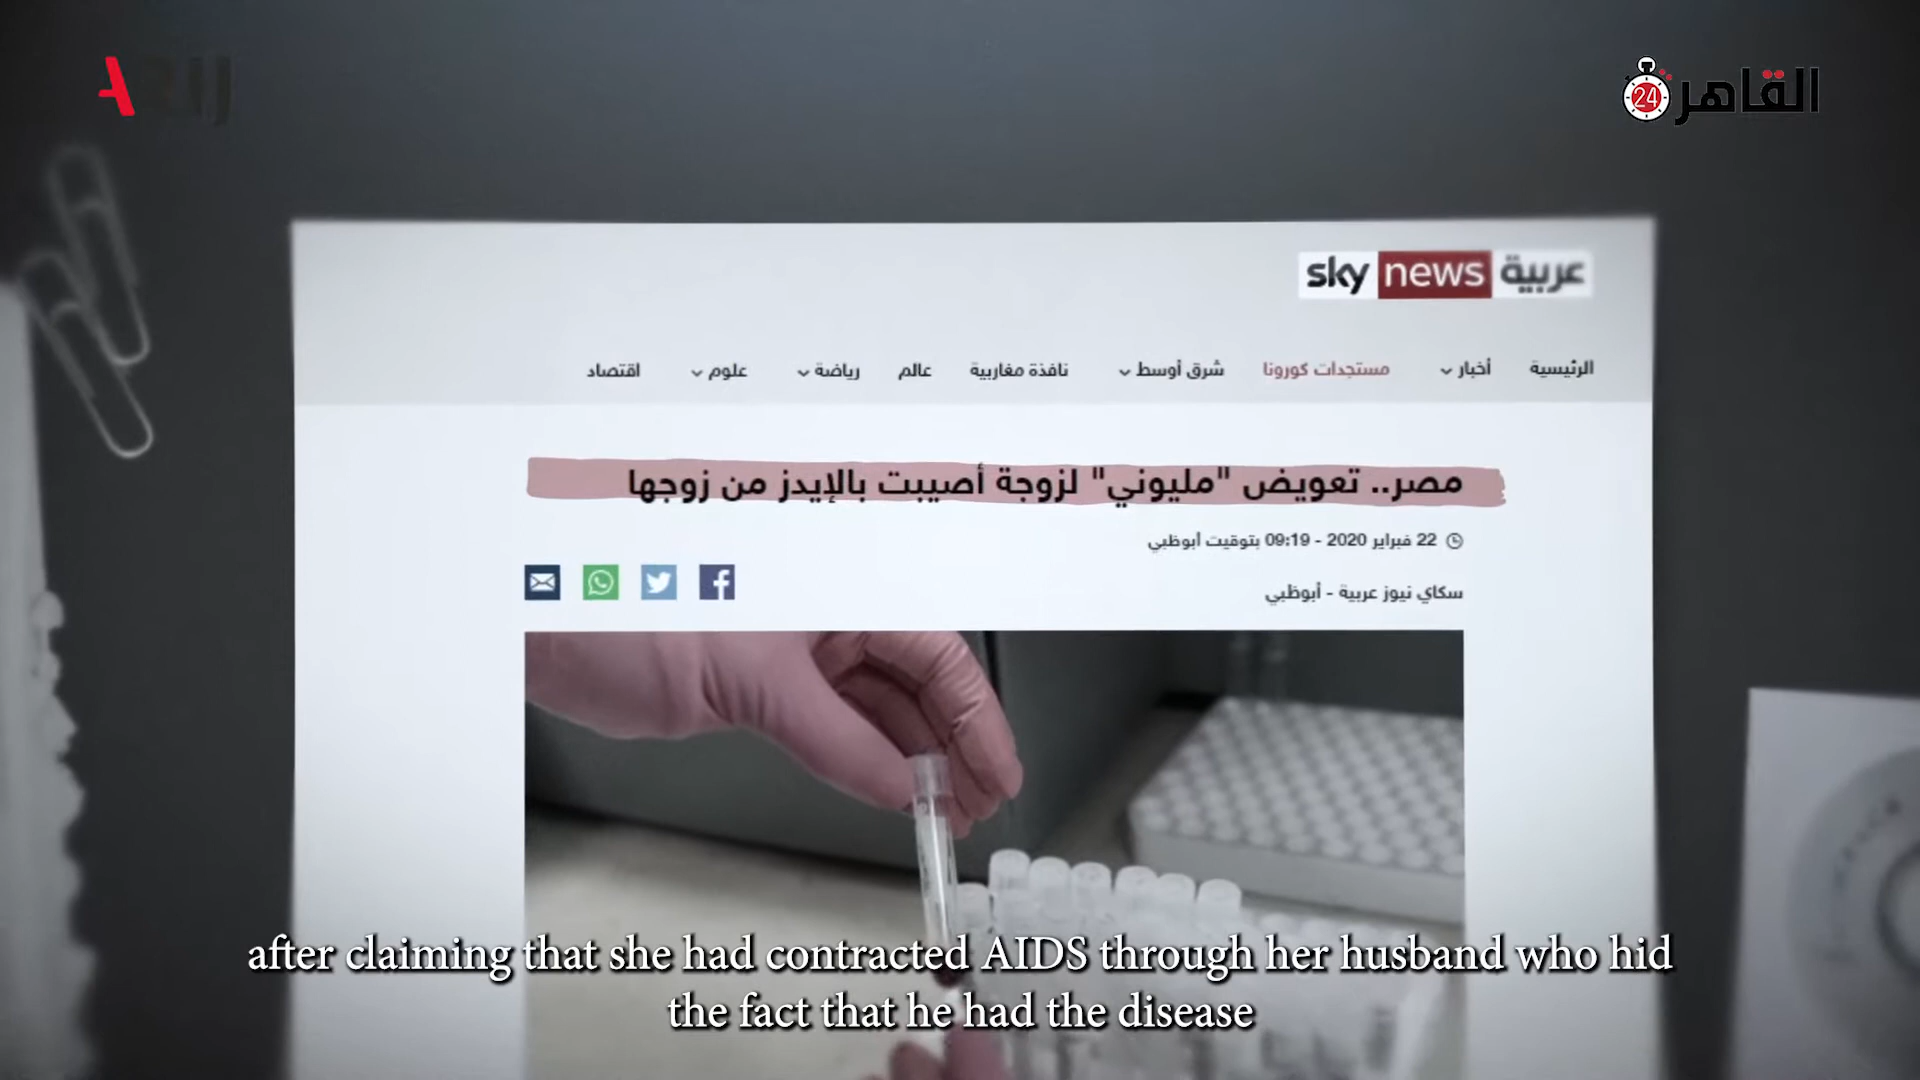 القاهرة 24
sky news عربية
الرئيسية أخبار مستجدات كورونا شرق أوسط نافذة مغاربية عالم رياضة علوم اقتصاد
مصر.. تعويض "مليوني" لزوجة أصيبت بالإيدز من زوجها
22 فبراير 2020 - 09:19 بتوقيت أبوظبي
سكاي نيوز عربية - أبوظبي
after claiming that she had contracted AIDS through her husband who hid
the fact that he had the disease